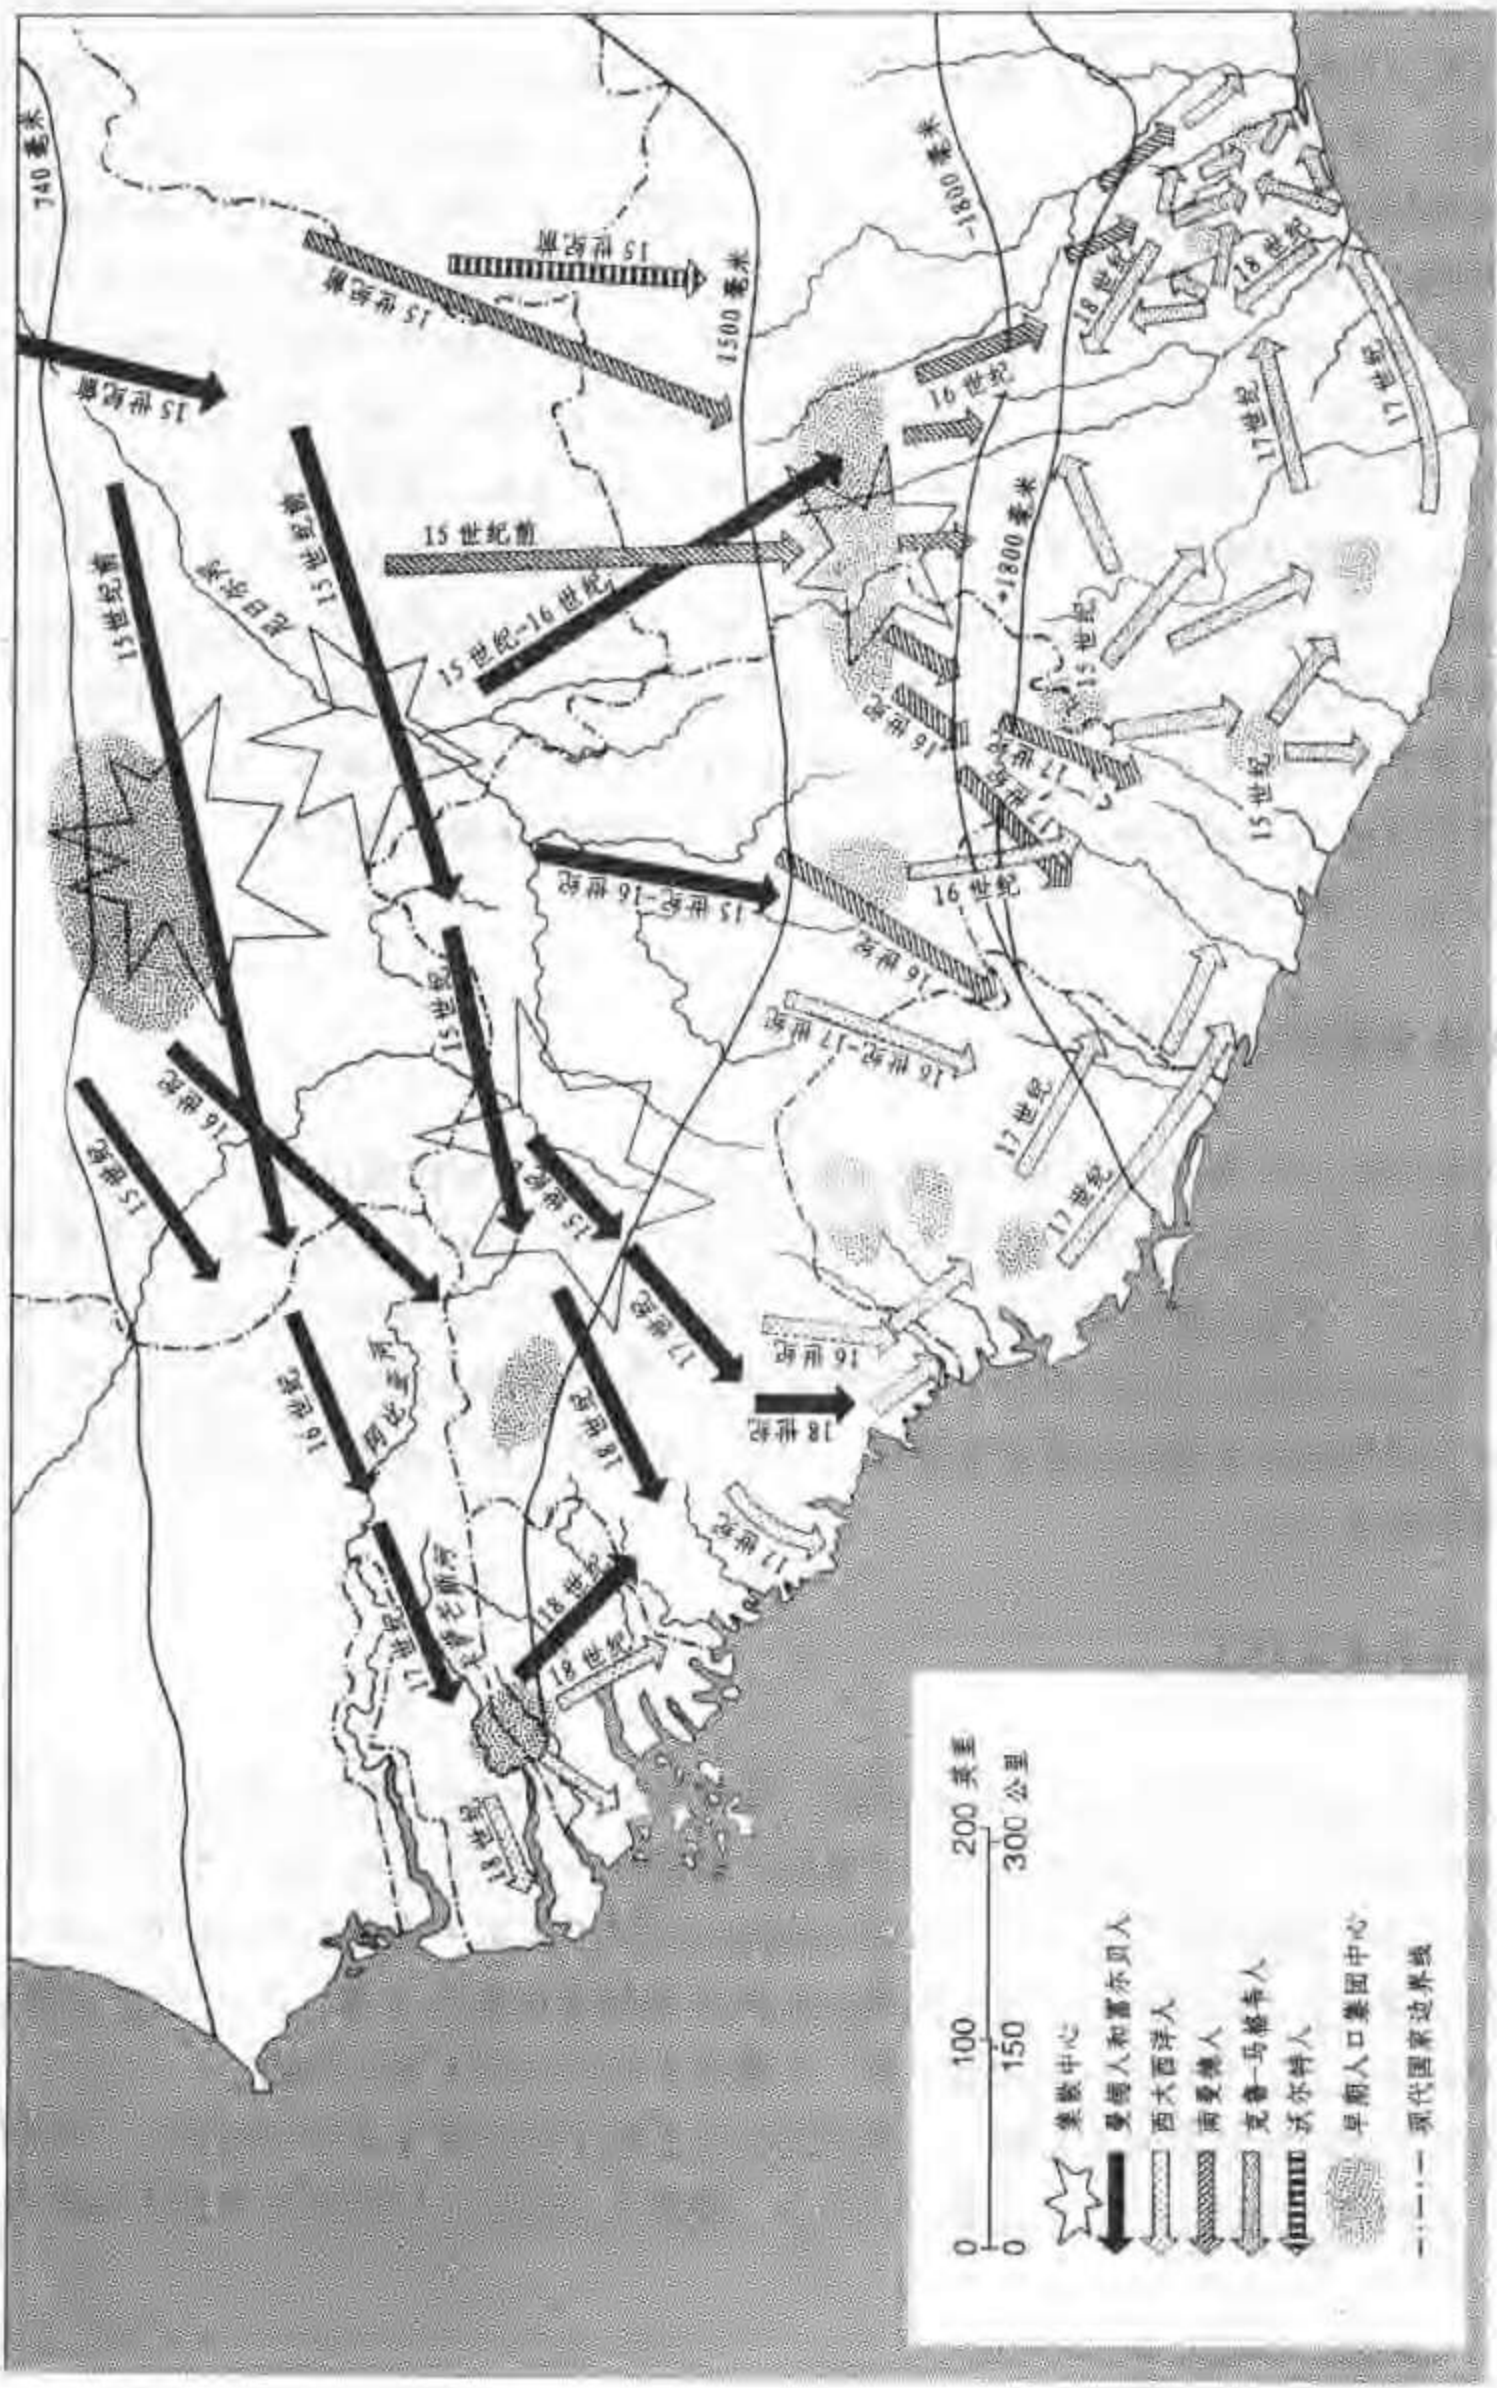 740 毫米
1500 毫米
-1800 毫米
+1800 毫米
15 世纪前
15 世纪前
15 世纪前
15世纪前
15 世纪前
15 世纪前
尼日尔河
15 世纪-16 世纪
15 世纪-16 世纪
15 世纪
15 世纪
15 世纪
16 世纪
16 世纪
冈比亚河
17 世纪
17 世纪
18 世纪
18 世纪
18 世纪
18 世纪
18 世纪
17 世纪
16 世纪
16 世纪-17 世纪
17 世纪
17 世纪
16 世纪
16 世纪
16 世纪
16 世纪
17 世纪
17 世纪
15 世纪
15 世纪
17世纪
17 世纪
18 世纪
18 世纪
0 100 200 英里
0 150 300 公里
集散中心
曼德人和富尔贝人
西大西洋人
南曼德人
克鲁-马格韦人
沃尔特人
早期人口集团中心
现代国家边界线